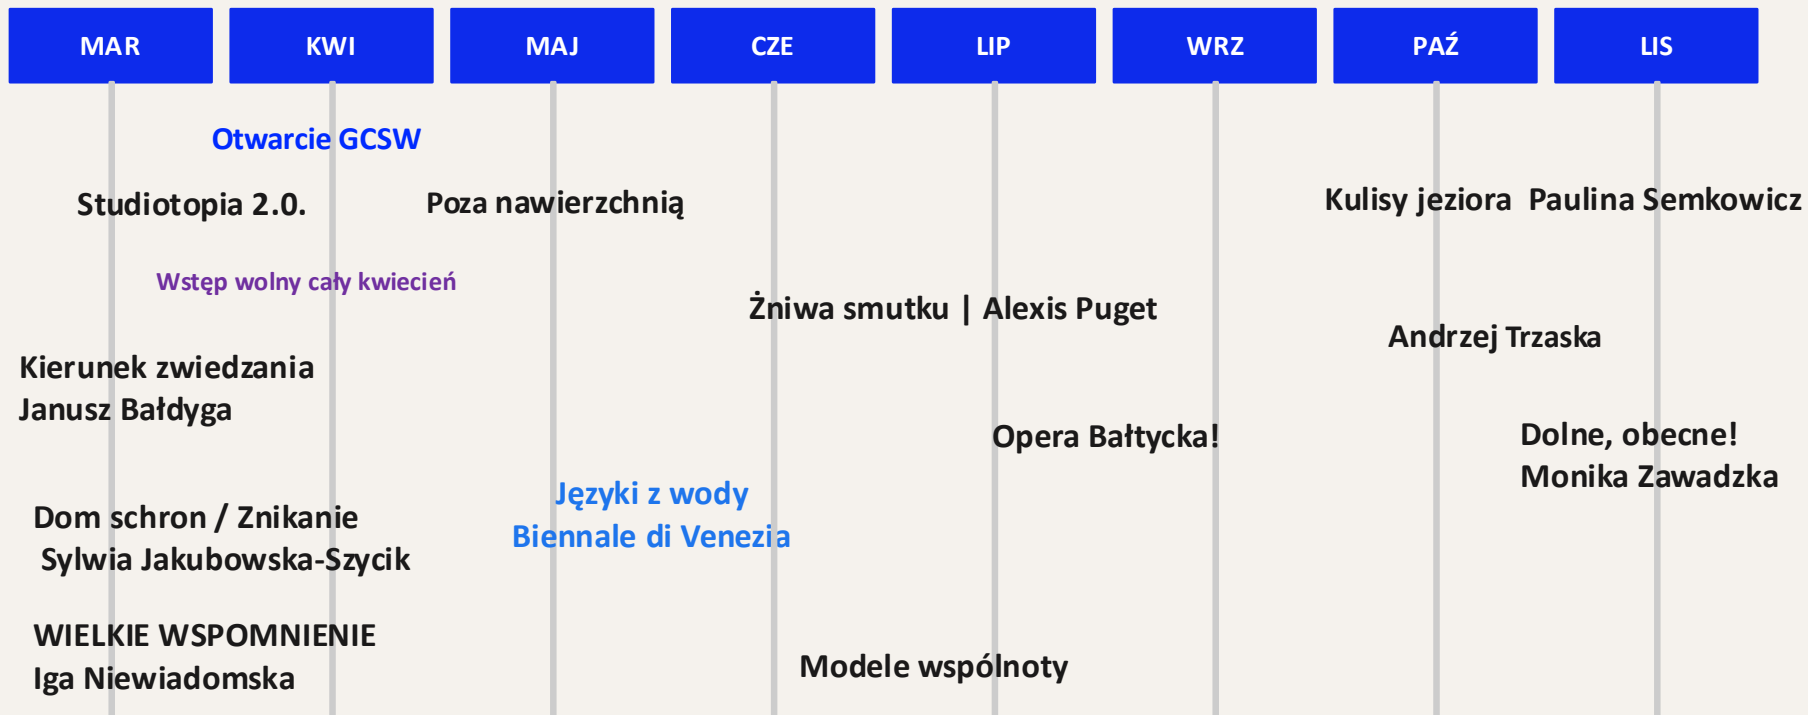 MAR KWI MAJ CZE LIP WRZ PAŹ LIS
Otwarcie GCSW
Studiotopia 2.0. Poza nawierzchnią Kulisy jeziora Paulina Semkowicz
Wstęp wolny cały kwiecień
Żniwa smutku | Alexis Puget
Andrzej Trzaska
Kierunek zwiedzania
Janusz Bałdyga
Opera Bałtycka!
Dolne, obecne!
Monika Zawadzka
Języki z wody
Biennale di Venezia
Dom schron / Znikanie
Sylwia Jakubowska-Szycik
WIELKIE WSPOMNIENIE
Iga Niewiadomska
Modele wspólnoty